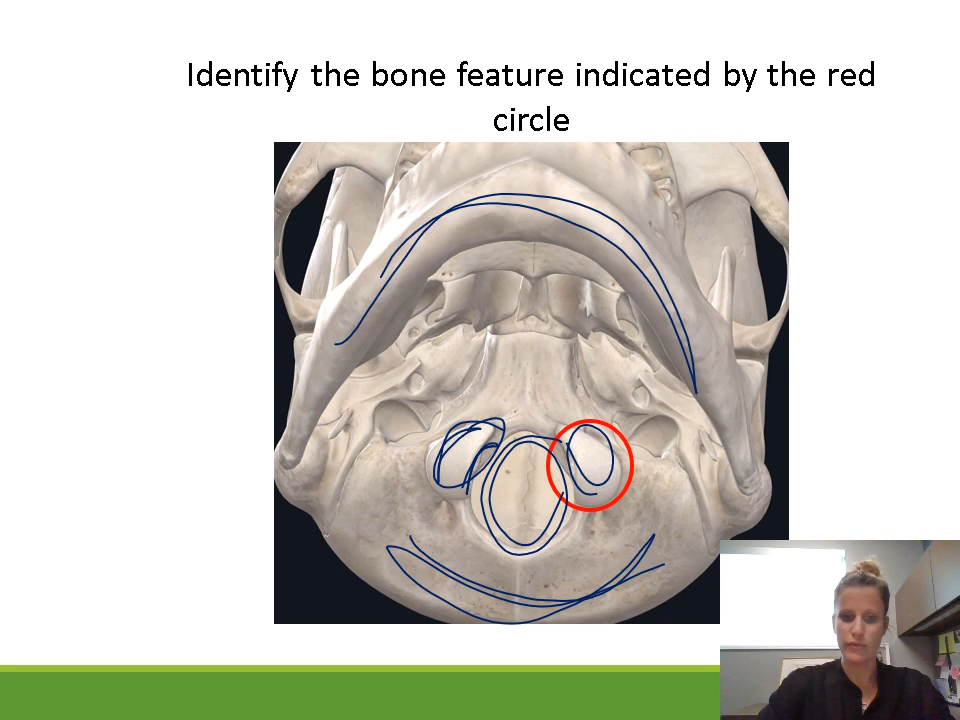 Identify the bone feature indicated by the red
circle